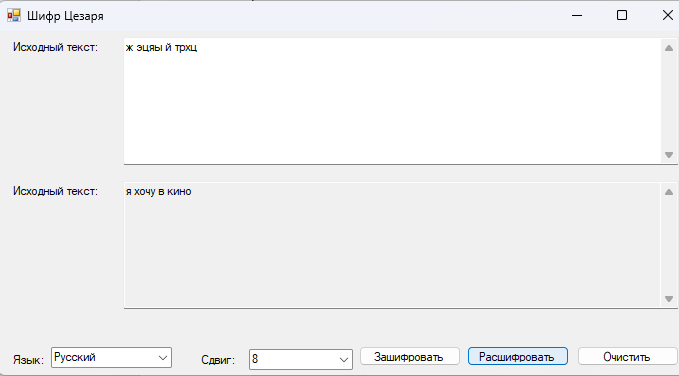 Шифр Цезаря
Исходный текст:
ж эцяы й трхц
Исходный текст:
я хочу в кино
Язык:
Русский
Сдвиг:
8
Зашифровать
Расшифровать
Очистить